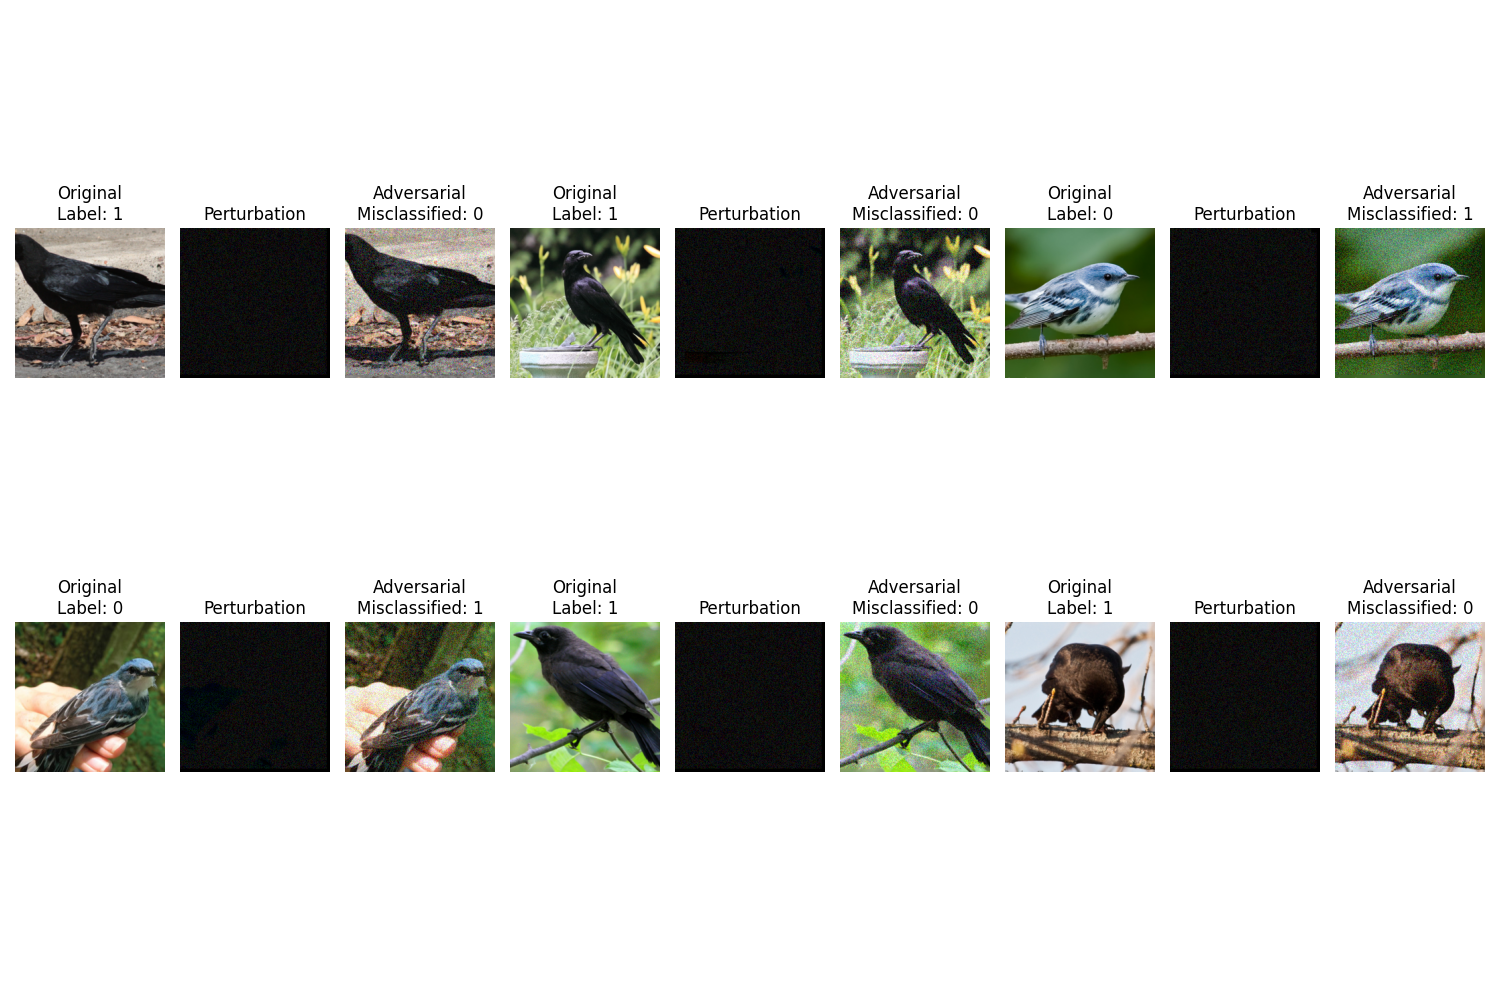 Original
Label: 1
Perturbation
Adversarial
Misclassified: 0
Original
Label: 1
Perturbation
Adversarial
Misclassified: 0
Original
Label: 0
Perturbation
Adversarial
Misclassified: 1
Original
Label: 0
Perturbation
Adversarial
Misclassified: 1
Original
Label: 1
Perturbation
Adversarial
Misclassified: 0
Original
Label: 1
Perturbation
Adversarial
Misclassified: 0